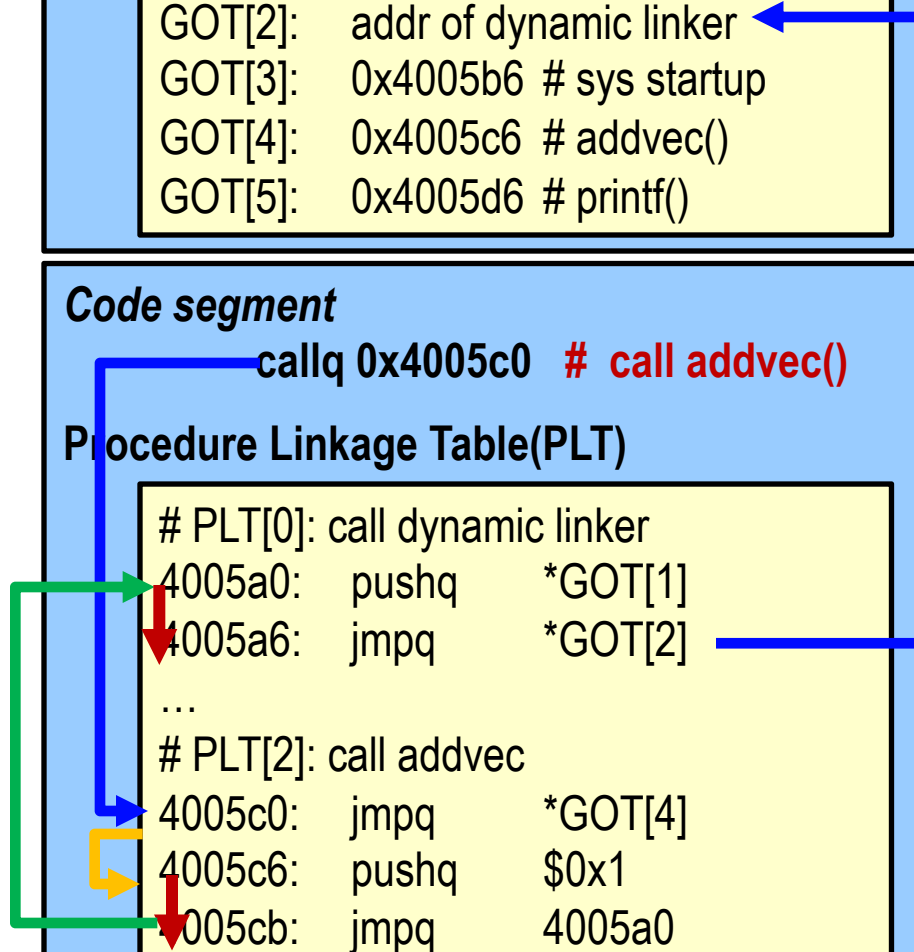 GOT[2]: addr of dynamic linker
GOT[3]: 0x4005b6 # sys startup
GOT[4]: 0x4005c6 # addvec()
GOT[5]: 0x4005d6 # printf()
Code segment
callq 0x4005c0 # call addvec()
Procedure Linkage Table(PLT)
# PLT[0]: call dynamic linker
4005a0: pushq *GOT[1]
4005a6: jmpq *GOT[2]
…
# PLT[2]: call addvec
4005c0: jmpq *GOT[4]
4005c6: pushq $0x1
4005cb: jmpq 4005a0